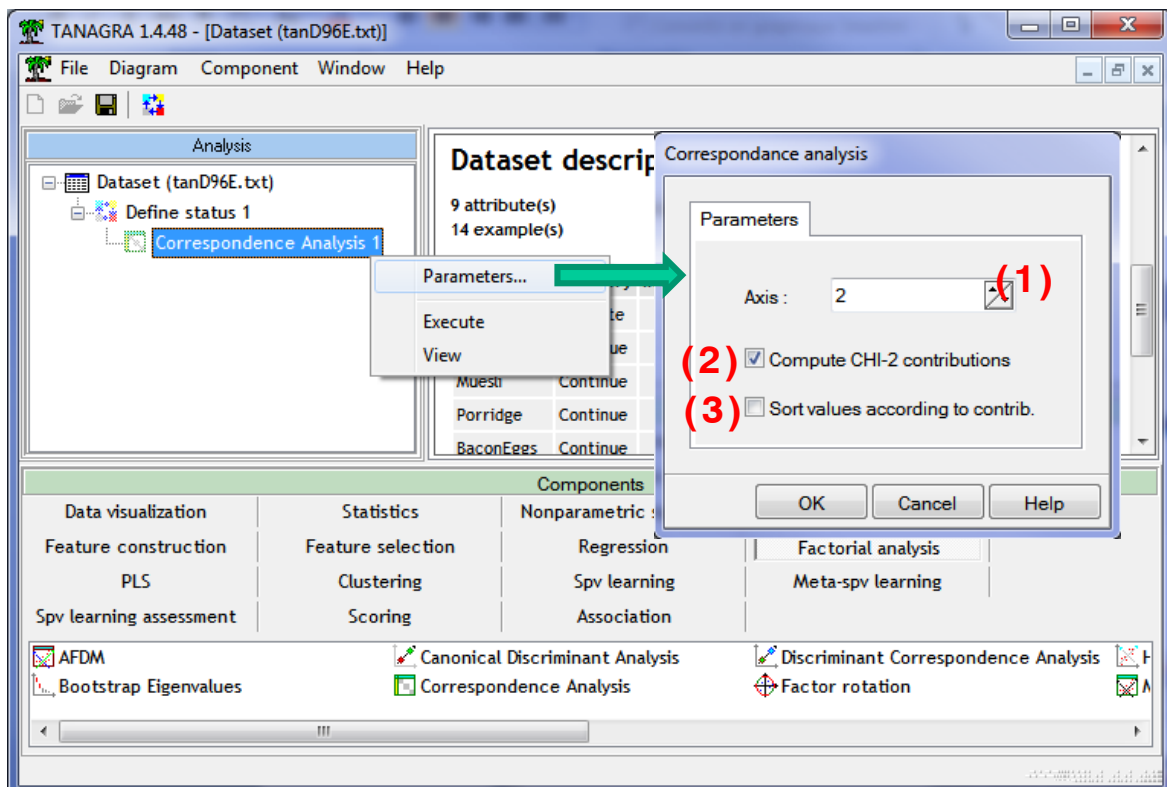 TANAGRA 1.4.48 - [Dataset (tanD96E.txt)]
File Diagram Component Window Help
Analysis
Dataset (tanD96E.txt)
Define status 1
Correspondence Analysis 1
Parameters...
Execute
View
Dataset descrip
9 attribute(s)
14 example(s)
Muesli Continue
Porridge Continue
BaconEggs Continue
Correspondance analysis
Parameters
Axis : 2 (1)
(2) Compute CHI-2 contributions
(3) Sort values according to contrib.
OK Cancel Help
Components
Data visualization Statistics Nonparametric
Feature construction Feature selection Regression Factorial analysis
PLS Clustering Spv learning Meta-spv learning
Spv learning assessment Scoring Association
AFDM Canonical Discriminant Analysis Discriminant Correspondence Analysis H
Bootstrap Eigenvalues Correspondence Analysis Factor rotation